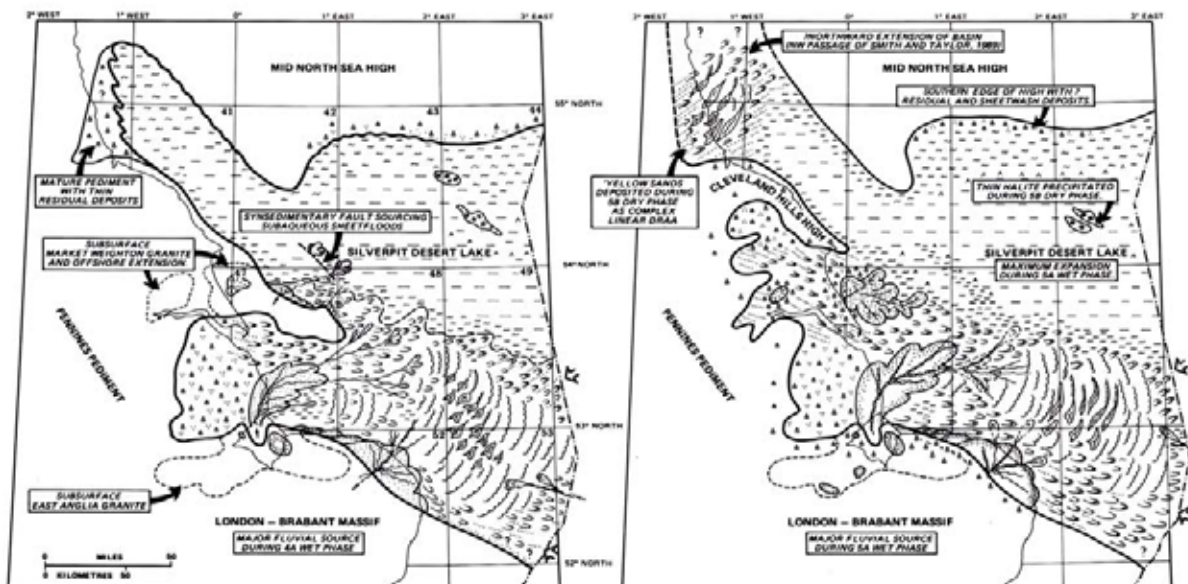 2° WEST
1° WEST
0°
1° EAST
2° EAST
3° EAST
?
?
MID NORTH SEA HIGH
55° NORTH
41
42
43
44
MATURE PEDIMENT
WITH THIN
RESIDUAL DEPOSITS
SYNSEDIMENTARY FAULT SOURCING
SUBAQUEOUS SHEETFLOODS
SUBSURFACE
MARKET WEIGHTON GRANITE
AND OFFSHORE EXTENSION
SILVERPIT DESERT LAKE
54° NORTH
47
48
49
PENNINES PEDIMENT
53° NORTH
52
53
SUBSURFACE
EAST ANGLIA GRANITE
LONDON – BRABANT MASSIF
MAJOR FLUVIAL SOURCE
DURING 4A WET PHASE
?
52° NORTH
MILES
0 50
0 KILOMETRES 50
2° WEST
1° WEST
0°
1° EAST
2° EAST
3° EAST
?
?
NORTHWARD EXTENSION OF BASIN
(NW PASSAGE OF SMITH AND TAYLOR, 1989)
MID NORTH SEA HIGH
SOUTHERN EDGE OF HIGH WITH ?
RESIDUAL AND SHEETWASH DEPOSITS
'YELLOW SANDS
DEPOSITED DURING
5B DRY PHASE
AS COMPLEX
LINEAR DRAA
CLEVELAND HILLS HIGH
THIN HALITE PRECIPITATED
DURING 5B DRY PHASE.
SILVERPIT DESERT LAKE
MAXIMUM EXPANSION
DURING 5A WET PHASE
PENNINES PEDIMENT
LONDON – BRABANT MASSIF
MAJOR FLUVIAL SOURCE
DURING 5A WET PHASE
?